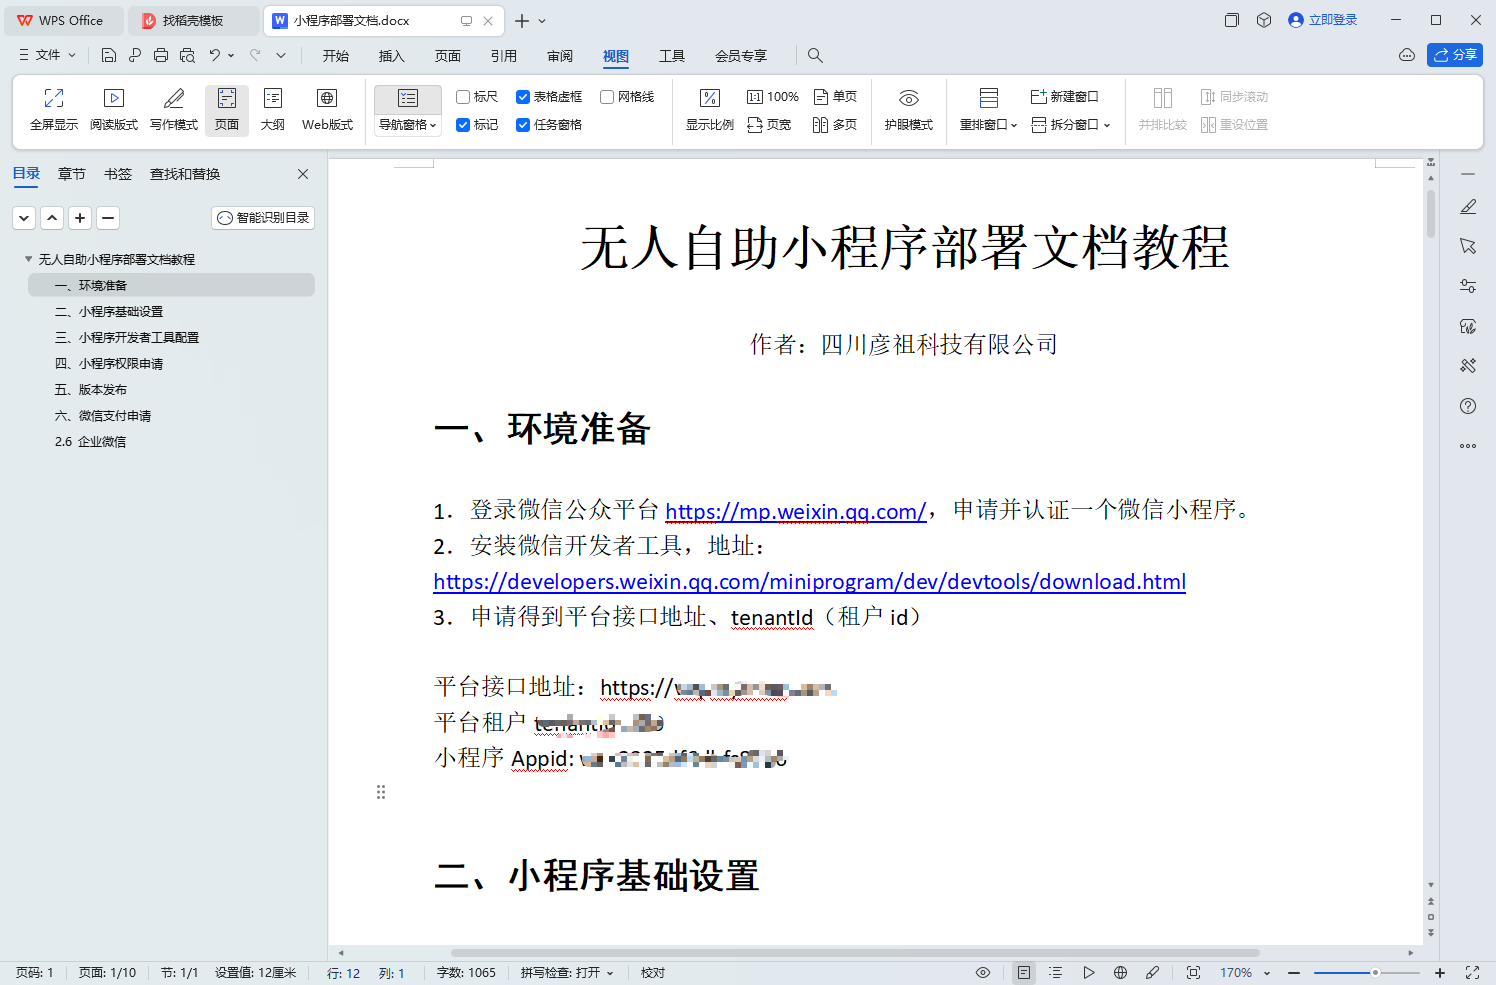 WPS Office
找稻壳模板
小程序部署文档.docx
立即登录
文件
开始
插入
页面
引用
审阅
视图
工具
会员专享
分享
全屏显示
阅读版式
写作模式
页面
大纲
Web版式
导航窗格
标尺
表格虚框
网格线
标记
任务窗格
显示比例
100%
页宽
单页
多页
护眼模式
重排窗口
新建窗口
拆分窗口
并排比较
同步滚动
重设位置
目录
章节
书签
查找和替换
智能识别目录
无人自助小程序部署文档教程
一、环境准备
二、小程序基础设置
三、小程序开发者工具配置
四、小程序权限申请
五、版本发布
六、微信支付申请
2.6 企业微信
无人自助小程序部署文档教程
作者：四川彦祖科技有限公司
一、环境准备
1. 登录微信公众平台 https://mp.weixin.qq.com/，申请并认证一个微信小程序。
2. 安装微信开发者工具，地址：
https://developers.weixin.qq.com/miniprogram/dev/devtools/download.html
3. 申请得到平台接口地址、tenantId（租户 id）
平台接口地址：https://
平台租户
小程序 Appid:
二、小程序基础设置
页码: 1
页面: 1/10
节: 1/1
设置值: 12厘米
行: 12
列: 1
字数: 1065
拼写检查: 打开
校对
170%